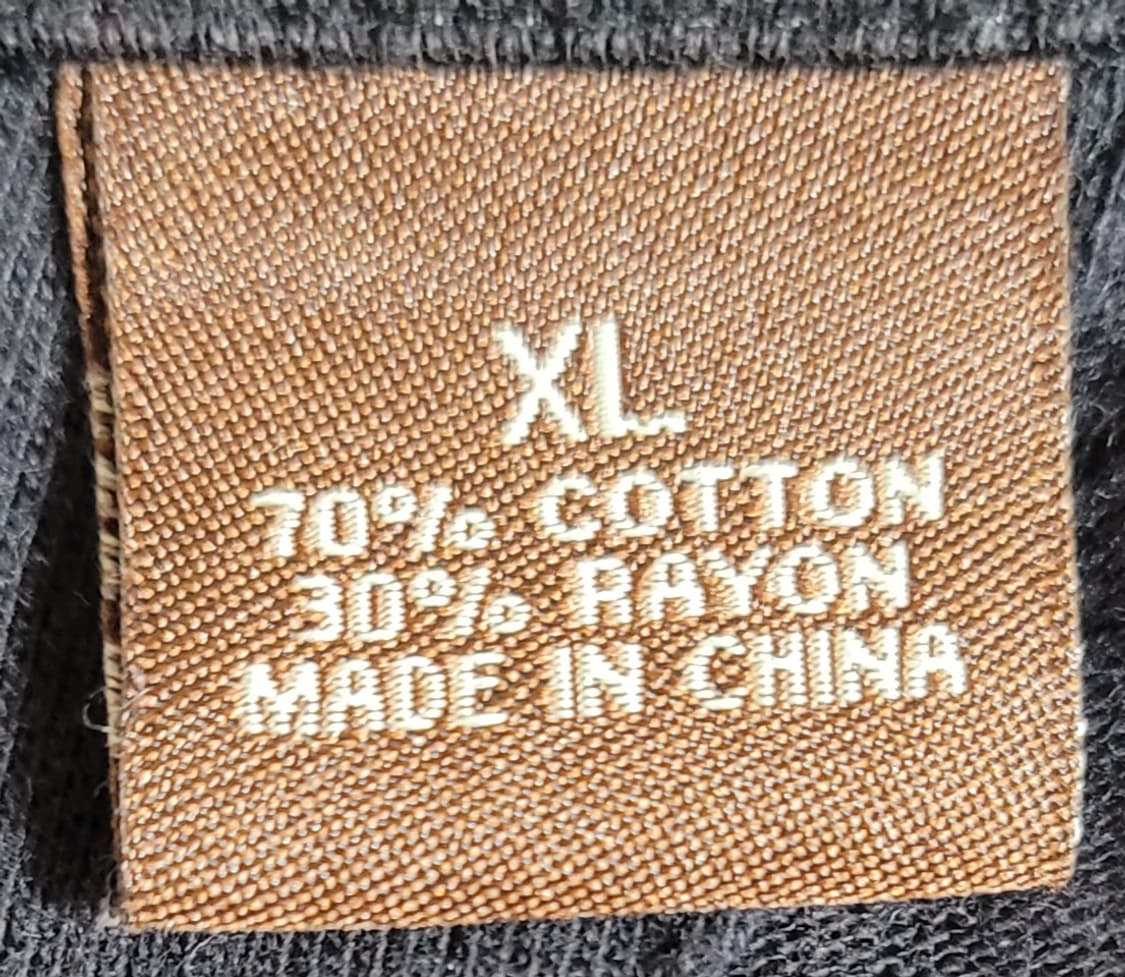 XL
70% COTTON
30% RAYON
MADE IN CHINA